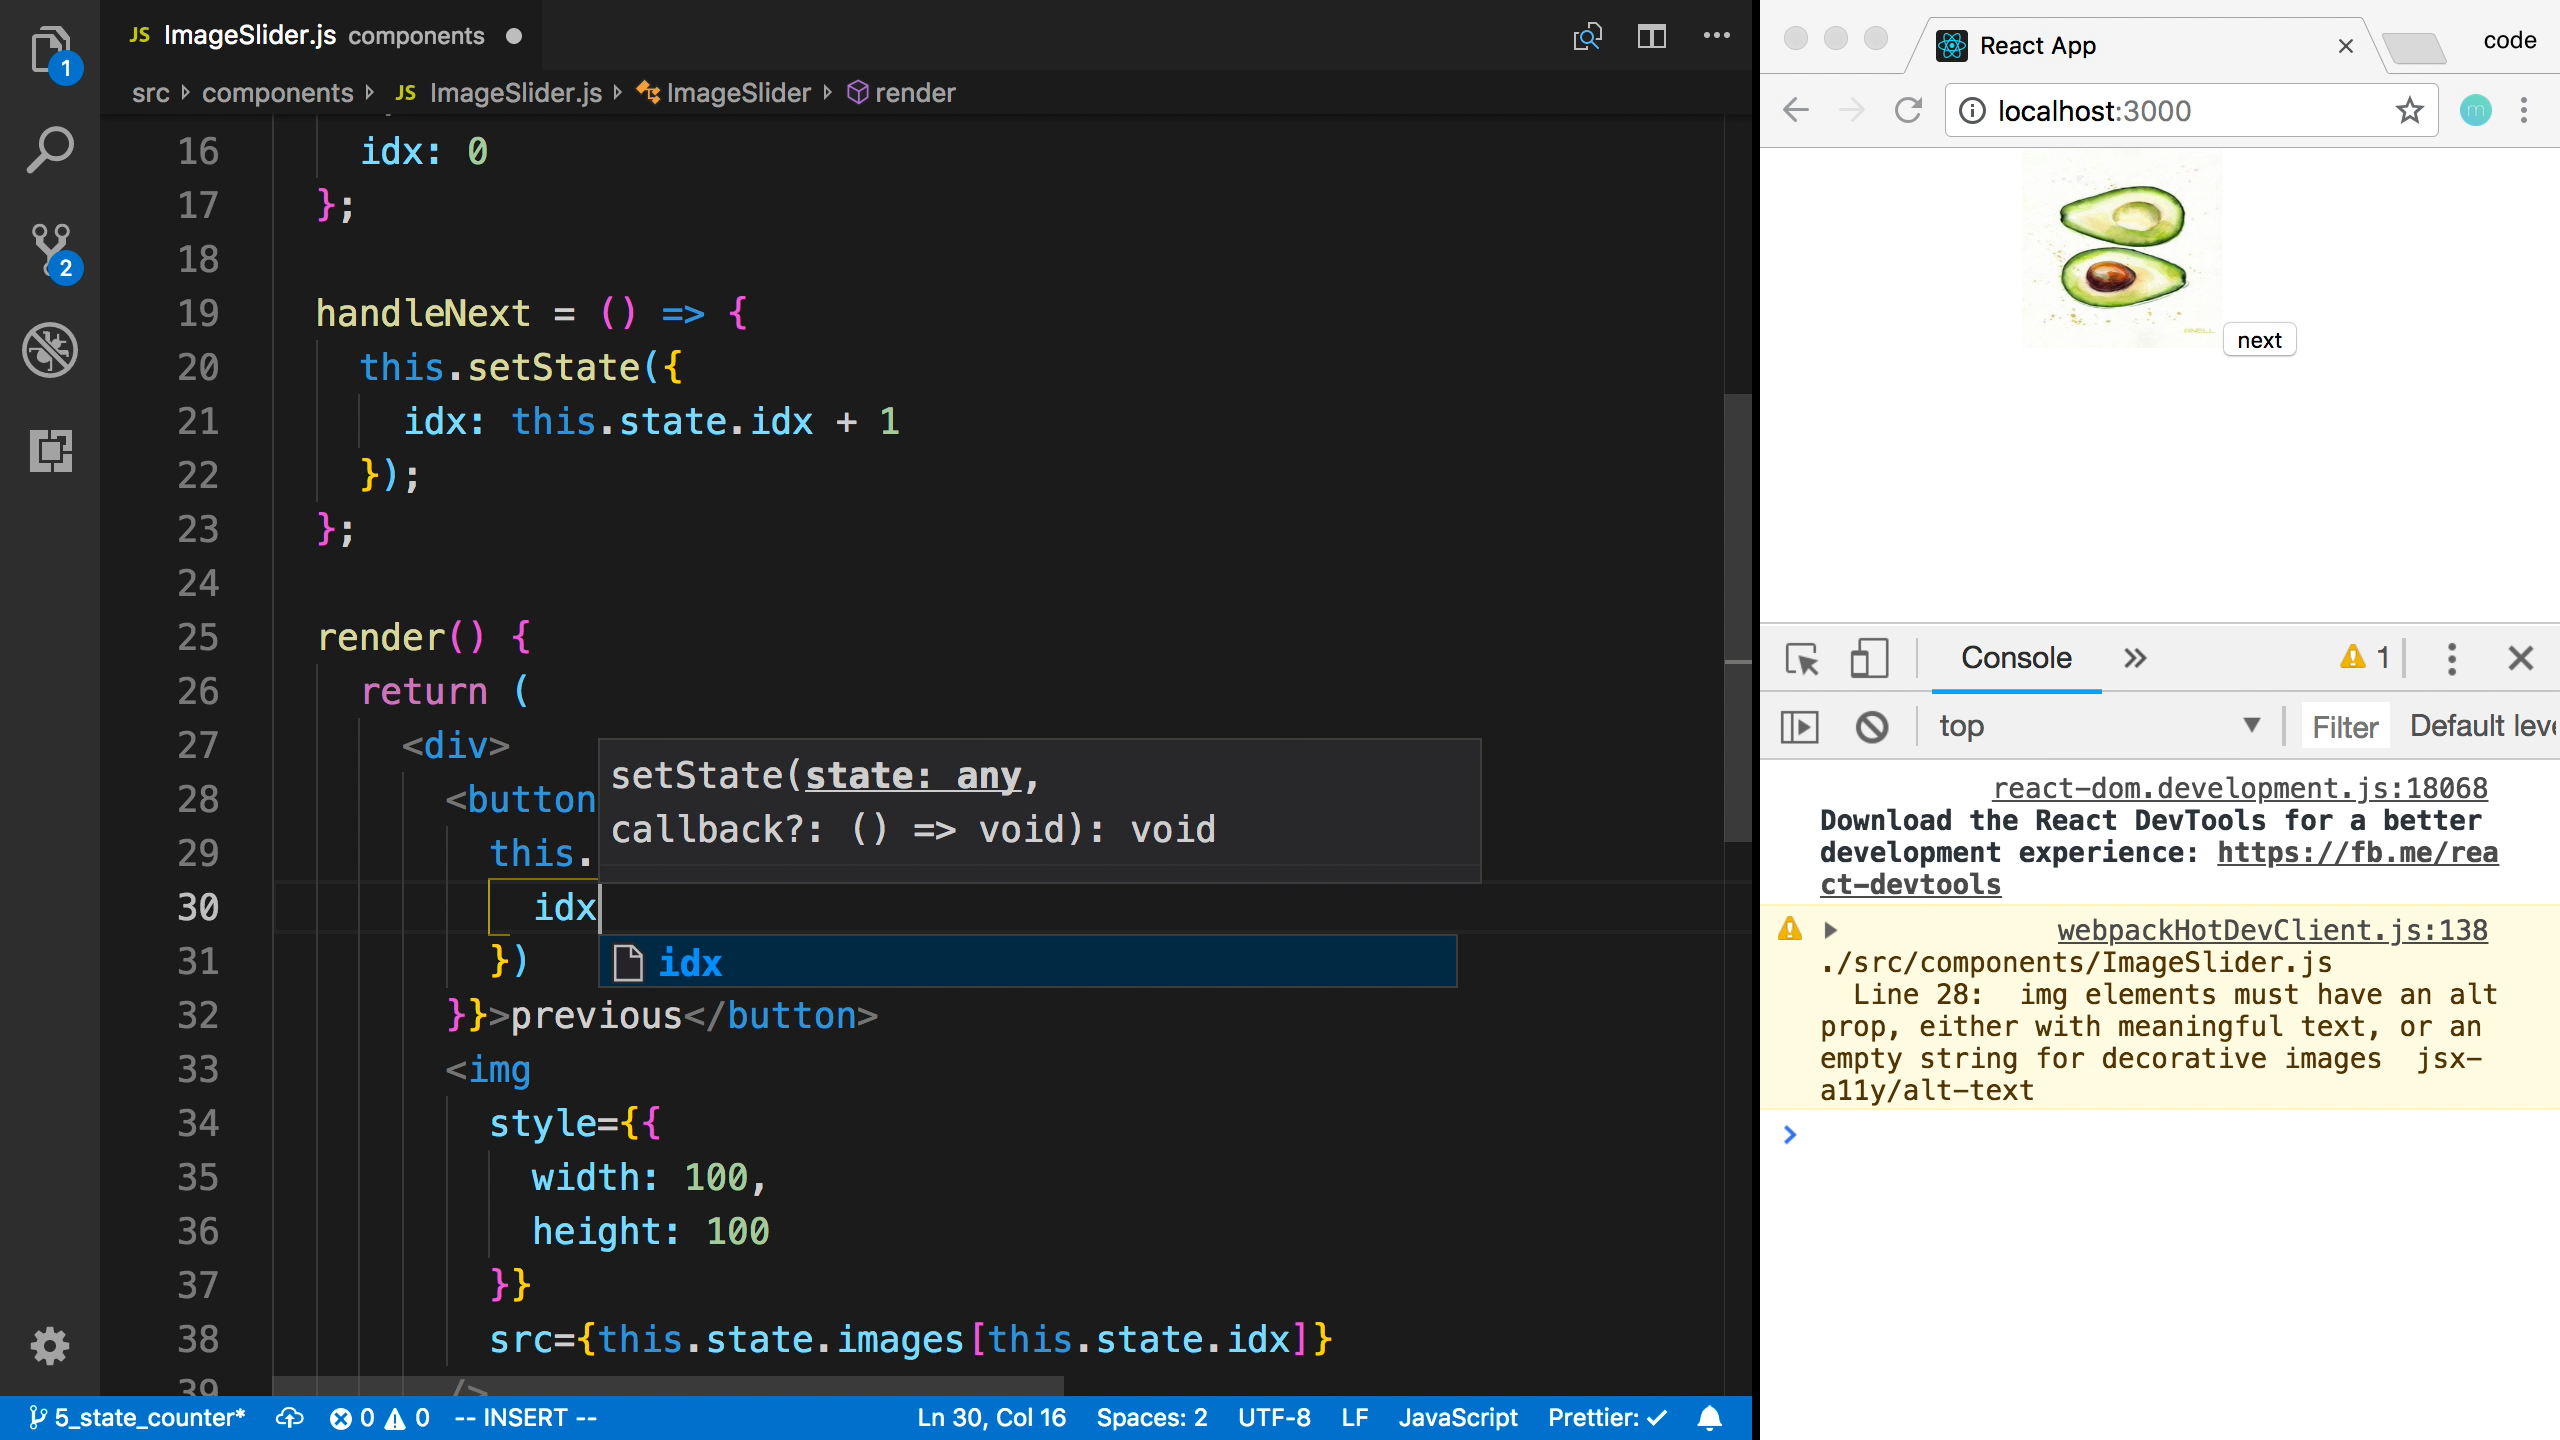 JS ImageSlider.js components
src components JS ImageSlider.js ImageSlider render
1
2
16 idx: 0
17 };
18
19 handleNext = () => {
20 this.setState({
21 idx: this.state.idx + 1
22 });
23 };
24
25 render() {
26 return (
27 <div>
28 <button
29 this.
30 idx
31 })
32 }}>previous</button>
33 <img
34 style={{
35 width: 100,
36 height: 100
37 }}
38 src={this.state.images[this.state.idx]}
39 />
setState(state: any,
callback?: () => void): void
idx
5_state_counter* 0 0 -- INSERT -- Ln 30, Col 16 Spaces: 2 UTF-8 LF JavaScript Prettier: ✓
React App code
localhost:3000 m
next
Console 1
top Filter Default leve
react-dom.development.js:18068
Download the React DevTools for a better
development experience: https://fb.me/rea
ct-devtools
webpackHotDevClient.js:138
./src/components/ImageSlider.js
Line 28: img elements must have an alt
prop, either with meaningful text, or an
empty string for decorative images jsx-
a11y/alt-text